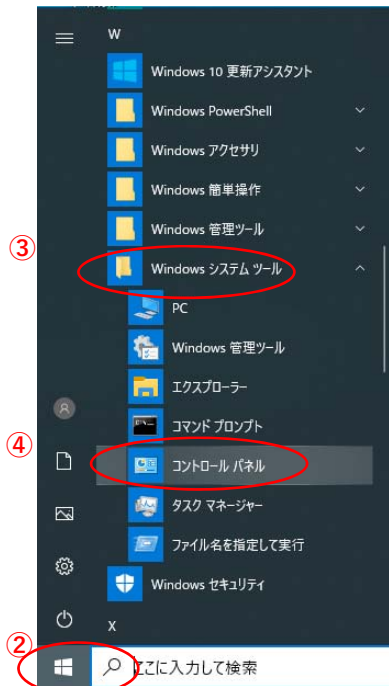 W
Windows 10 更新アシスタント
Windows PowerShell
Windows アクセサリ
Windows 簡単操作
Windows 管理ツール
③
Windows システム ツール
PC
Windows 管理ツール
エクスプローラー
コマンド プロンプト
④
コントロール パネル
タスク マネージャー
ファイル名を指定して実行
Windows セキュリティ
X
②
ここに入力して検索